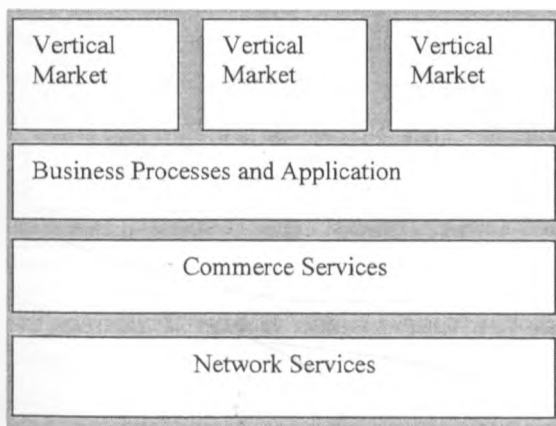 Vertical
Market
Vertical
Market
Vertical
Market
Business Processes and Application
Commerce Services
Network Services